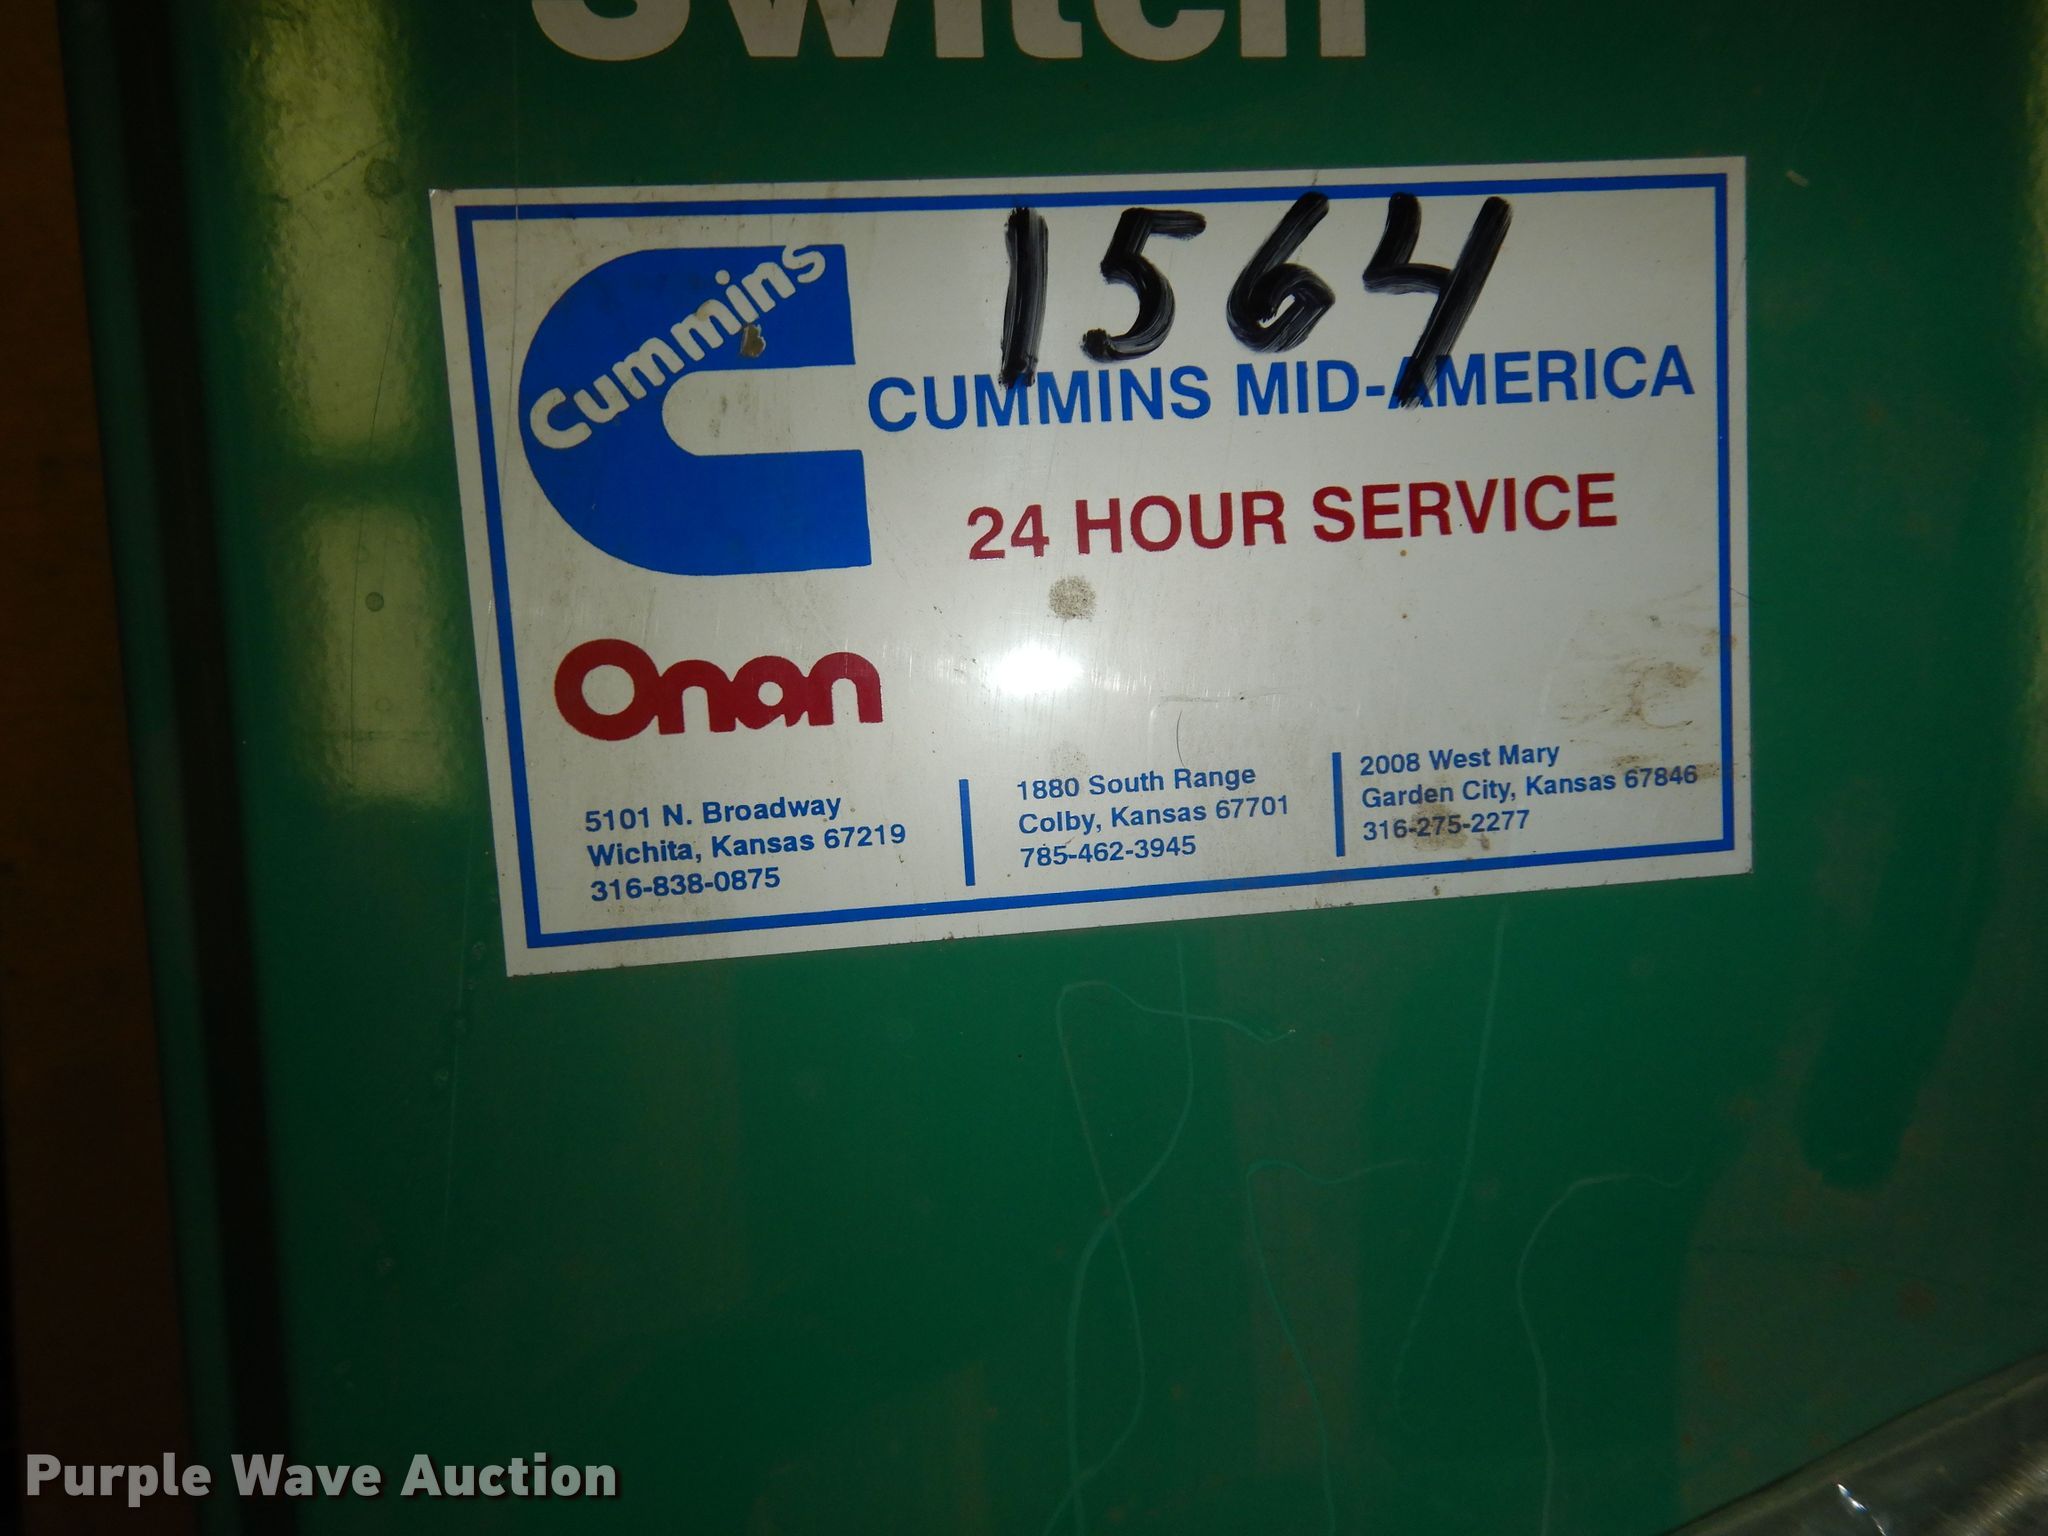 Switch
1564
Cummins
CUMMINS MID-AMERICA
24 HOUR SERVICE
Onan
5101 N. Broadway
Wichita, Kansas 67219
316-838-0875
1880 South Range
Colby, Kansas 67701
785-462-3945
2008 West Mary
Garden City, Kansas 67846
316-275-2277
Purple Wave Auction